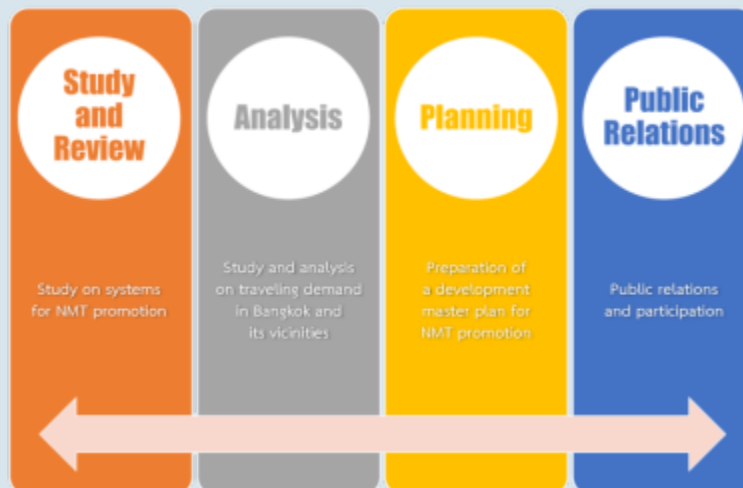 Study
and
Review
Study on systems
for NMT promotion
Analysis
Study and analysis
on traveling demand
in Bangkok and
its vicinities
Planning
Preparation of
a development
master plan for
NMT promotion
Public
Relations
Public relations
and participation